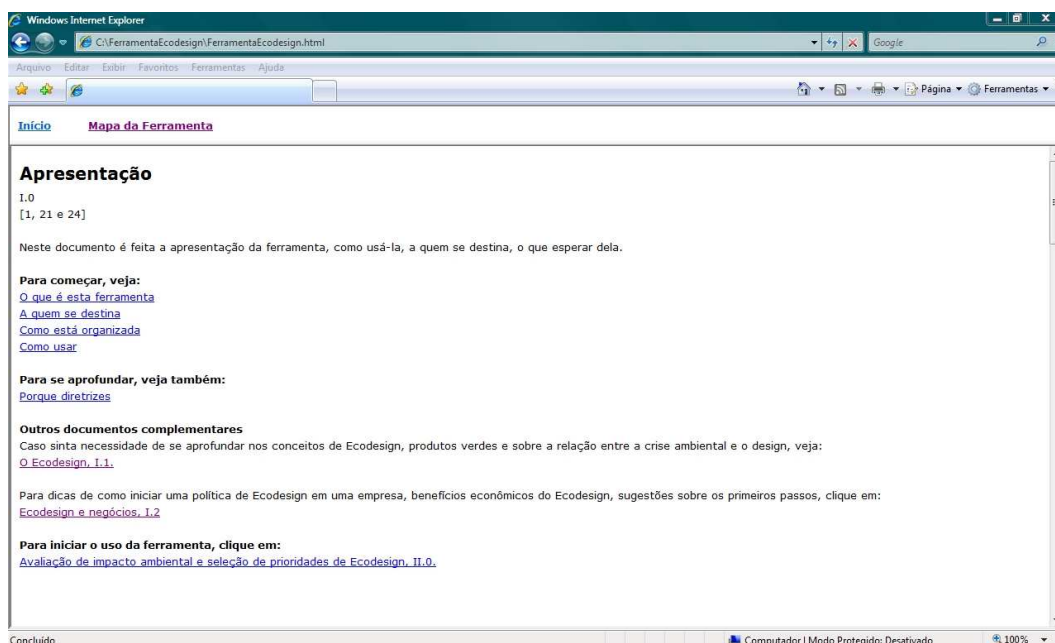 Windows Internet Explorer
C:\FerramentaEcodesign\FerramentaEcodesign.html
Google
Arquivo Editar Exibir Favoritos Ferramentas Ajuda
Página Ferramentas
Início Mapa da Ferramenta
Apresentação
I.0
[1, 21 e 24]
Neste documento é feita a apresentação da ferramenta, como usá-la, a quem se destina, o que esperar dela.
Para começar, veja:
O que é esta ferramenta
A quem se destina
Como está organizada
Como usar
Para se aprofundar, veja também:
Porque diretrizes
Outros documentos complementares
Caso sinta necessidade de se aprofundar nos conceitos de Ecodesign, produtos verdes e sobre a relação entre a crise ambiental e o design, veja:
O Ecodesign, I.1.
Para dicas de como iniciar uma política de Ecodesign em uma empresa, benefícios econômicos do Ecodesign, sugestões sobre os primeiros passos, clique em:
Ecodesign e negócios, I.2
Para iniciar o uso da ferramenta, clique em:
Avaliação de impacto ambiental e seleção de prioridades de Ecodesign, II.0.
Concluído Computador | Modo Protegido: Desativado 100%